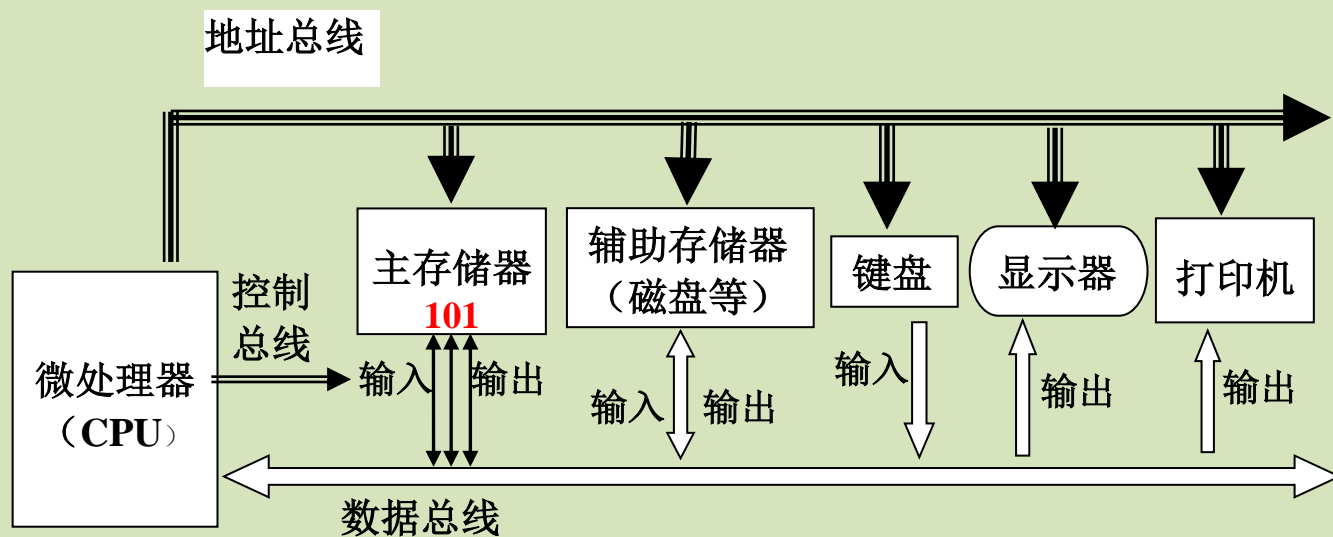 地址总线
控制
总线
微处理器
（CPU）
主存储器
101
辅助存储器
（磁盘等）
键盘
显示器
打印机
输入
输出
输入
输出
输入
输出
输出
数据总线